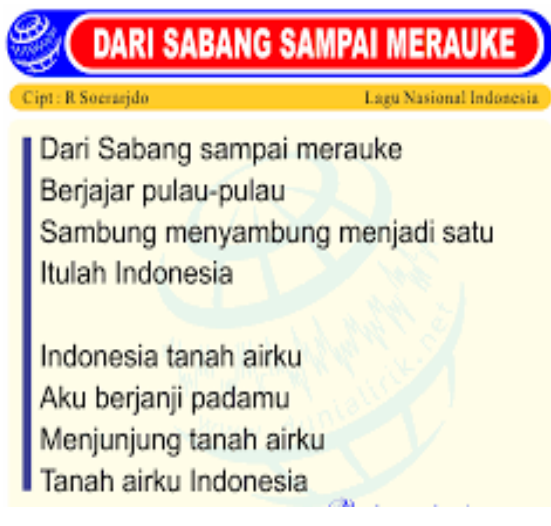 DARI SABANG SAMPAI MERAUKE
Cipt : R Soerarjdo Lagu Nasional Indonesia
Dari Sabang sampai merauke
Berjajar pulau-pulau
Sambung menyambung menjadi satu
Itulah Indonesia
Indonesia tanah airku
Aku berjanji padamu
Menjunjung tanah airku
Tanah airku Indonesia